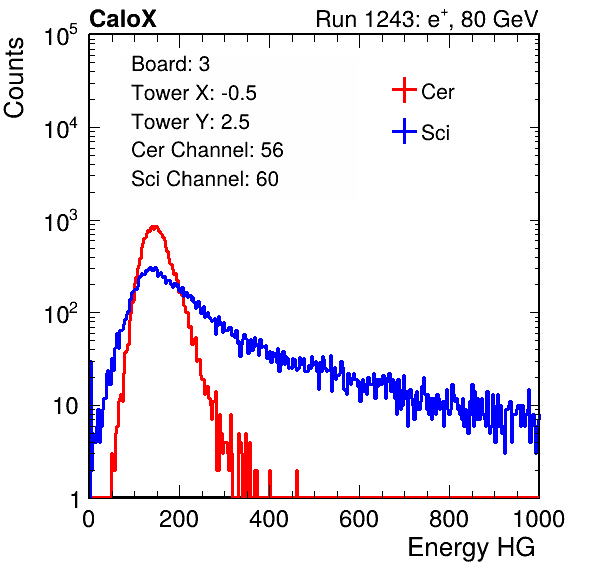 CaloX Run 1243: e⁺, 80 GeV
Counts
Board: 3
Tower X: -0.5
Tower Y: 2.5
Cer Channel: 56
Sci Channel: 60
Cer
Sci
10⁵
10⁴
10³
10²
10
1
0 200 400 600 800 1000
Energy HG